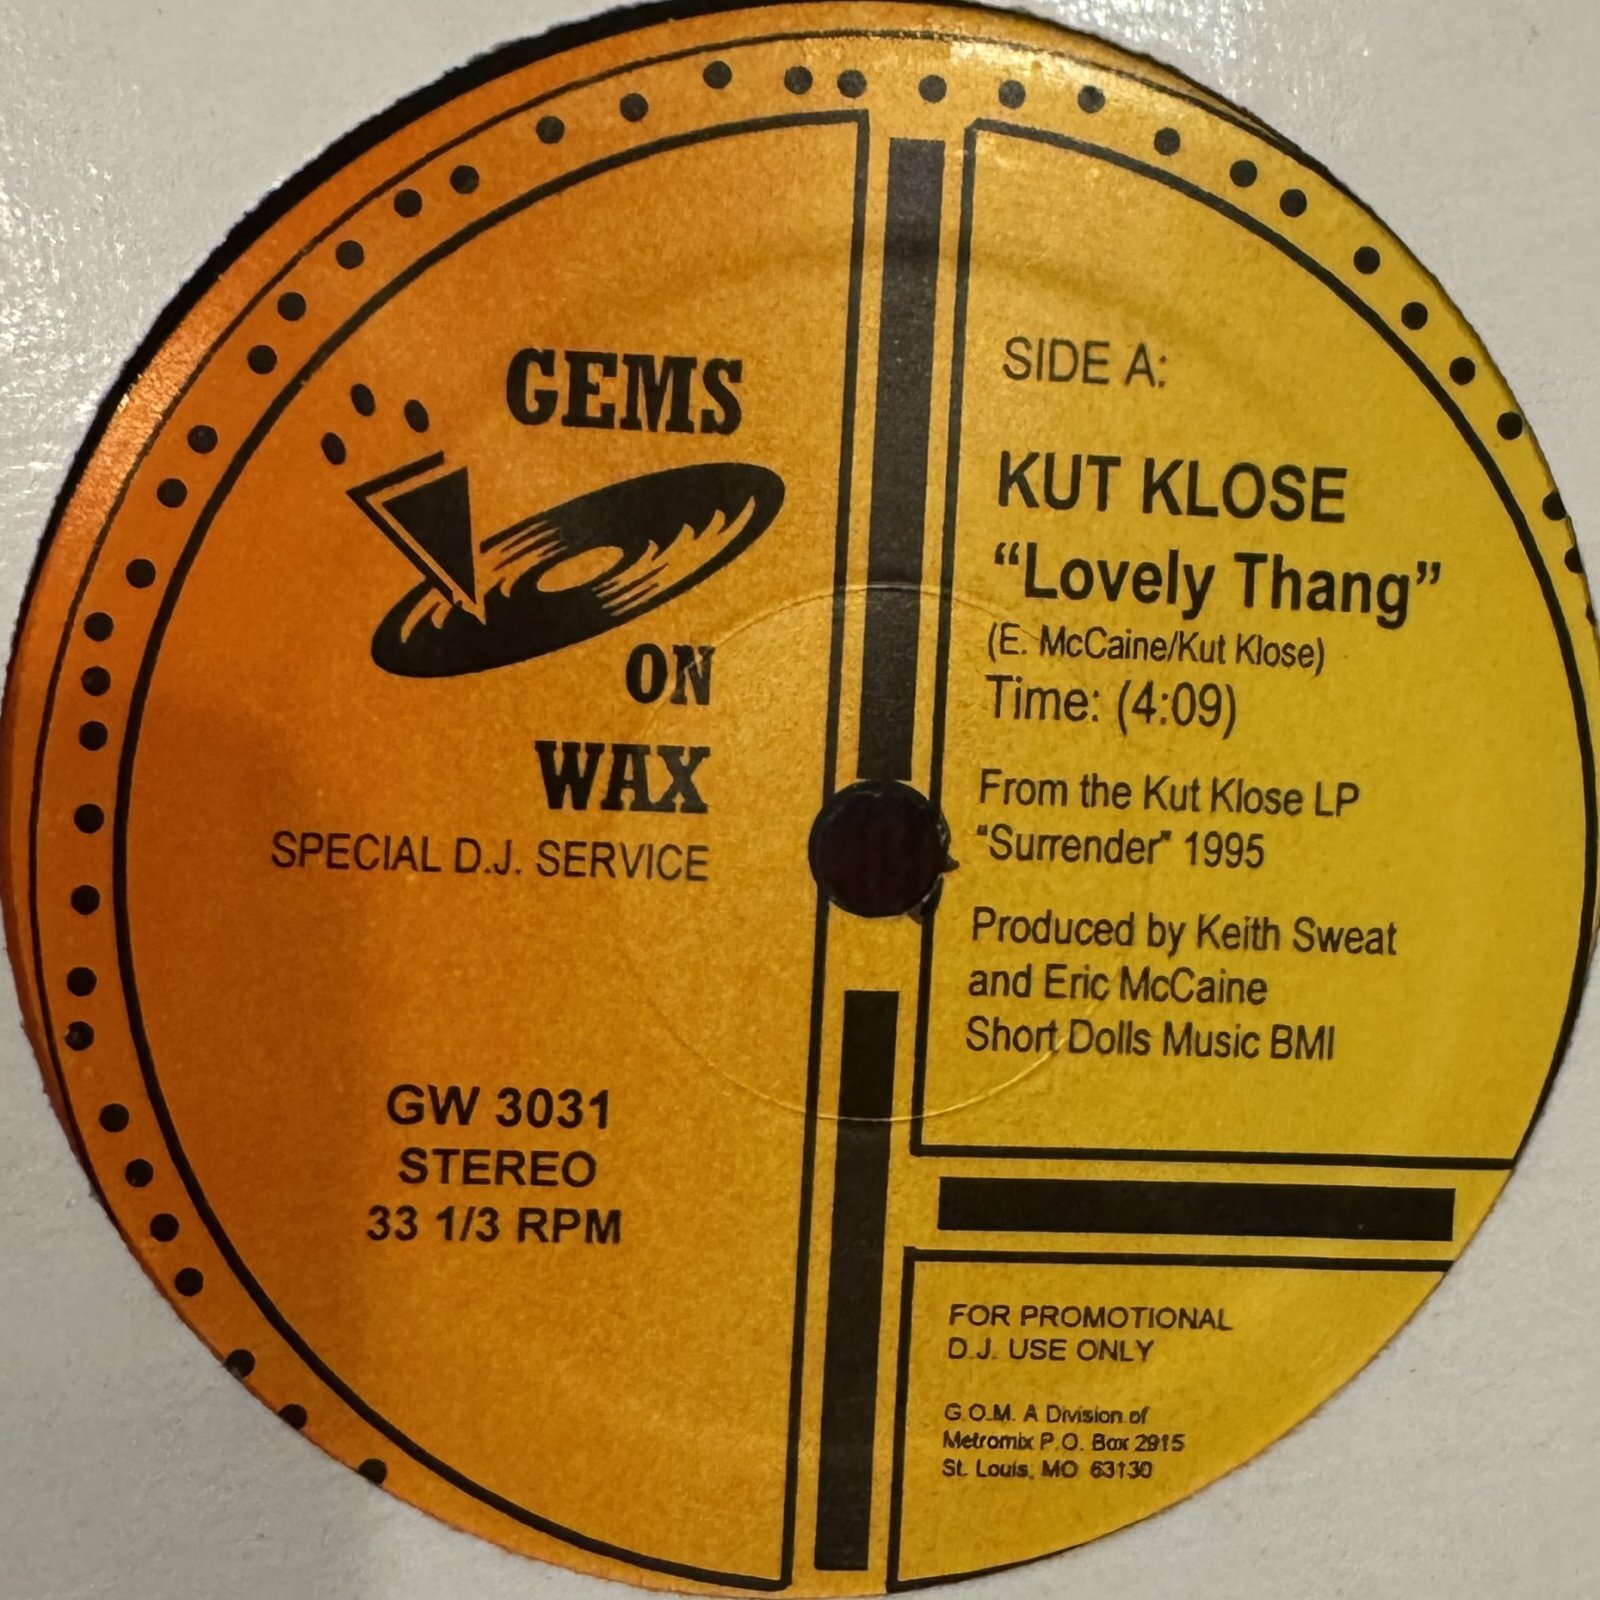 GEMS
ON
WAX
SPECIAL D.J. SERVICE
GW 3031
STEREO
33 1/3 RPM
SIDE A:
KUT KLOSE
“Lovely Thang”
(E. McCaine/Kut Klose)
Time: (4:09)
From the Kut Klose LP
"Surrender" 1995
Produced by Keith Sweat
and Eric McCaine
Short Dolls Music BMI
FOR PROMOTIONAL
D.J. USE ONLY
G.O.M. A Division of
Metromix P.O. Box 2915
St. Louis, MO 63130